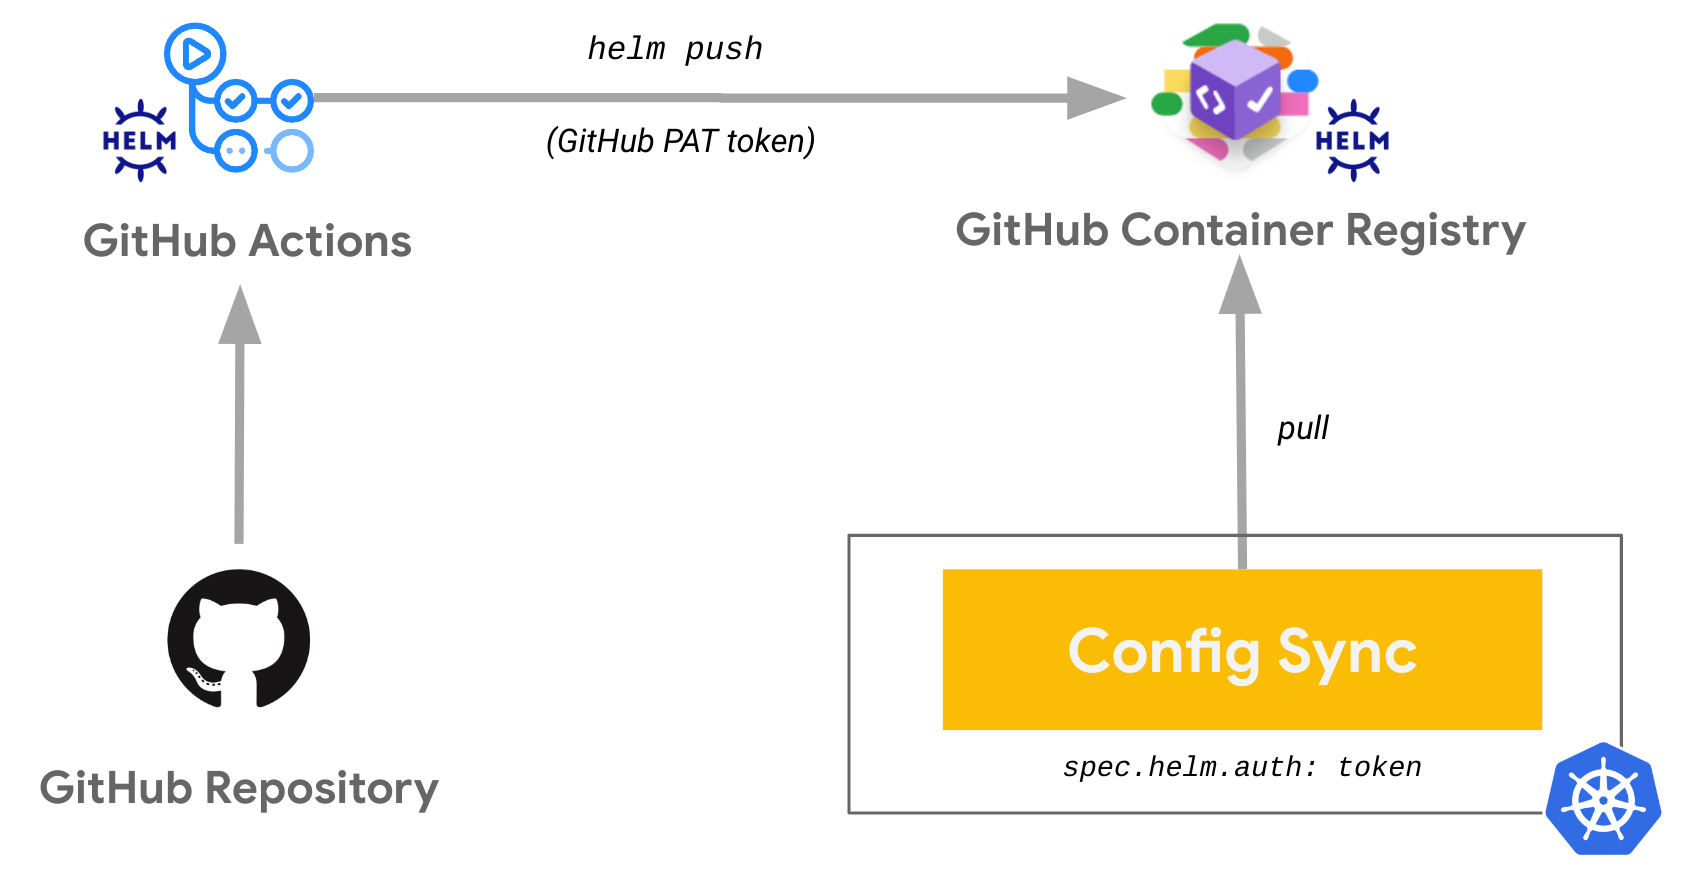 helm push
(GitHub PAT token)
HELM
HELM
GitHub Actions
GitHub Container Registry
pull
Config Sync
spec.helm.auth: token
GitHub Repository